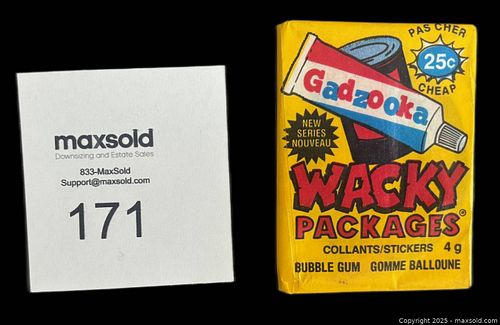 maxsold
Downsizing and Estate Sales
833-MaxSold
Support@maxsold.com
171
PAS CHER
25¢
CHEAP
Gadzooka
NEW
SERIES
NOUVEAU
WACKY
PACKAGES®
COLLANTS/STICKERS 4 g
BUBBLE GUM GOMME BALLOUNE
Copyright 2025 - maxsold.com